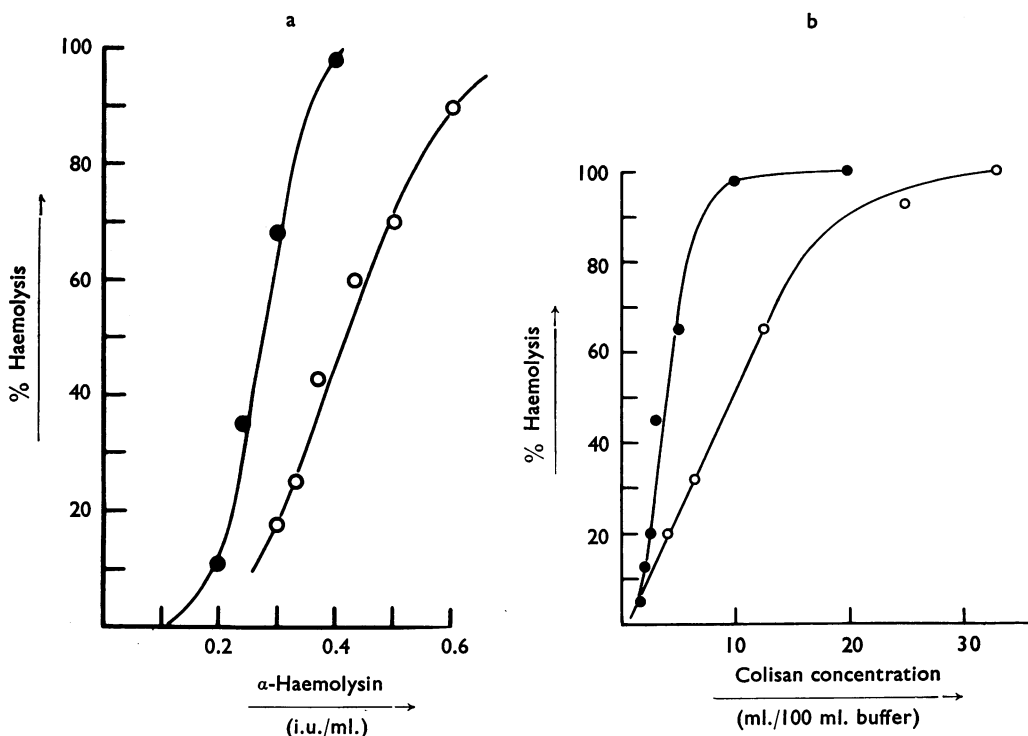 a
100
80
60
40
20
% Haemolysis
0.2 0.4 0.6
α-Haemolysin
(i.u./ml.)
b
100
80
60
40
20
% Haemolysis
10 20 30
Colisan concentration
(ml./100 ml. buffer)